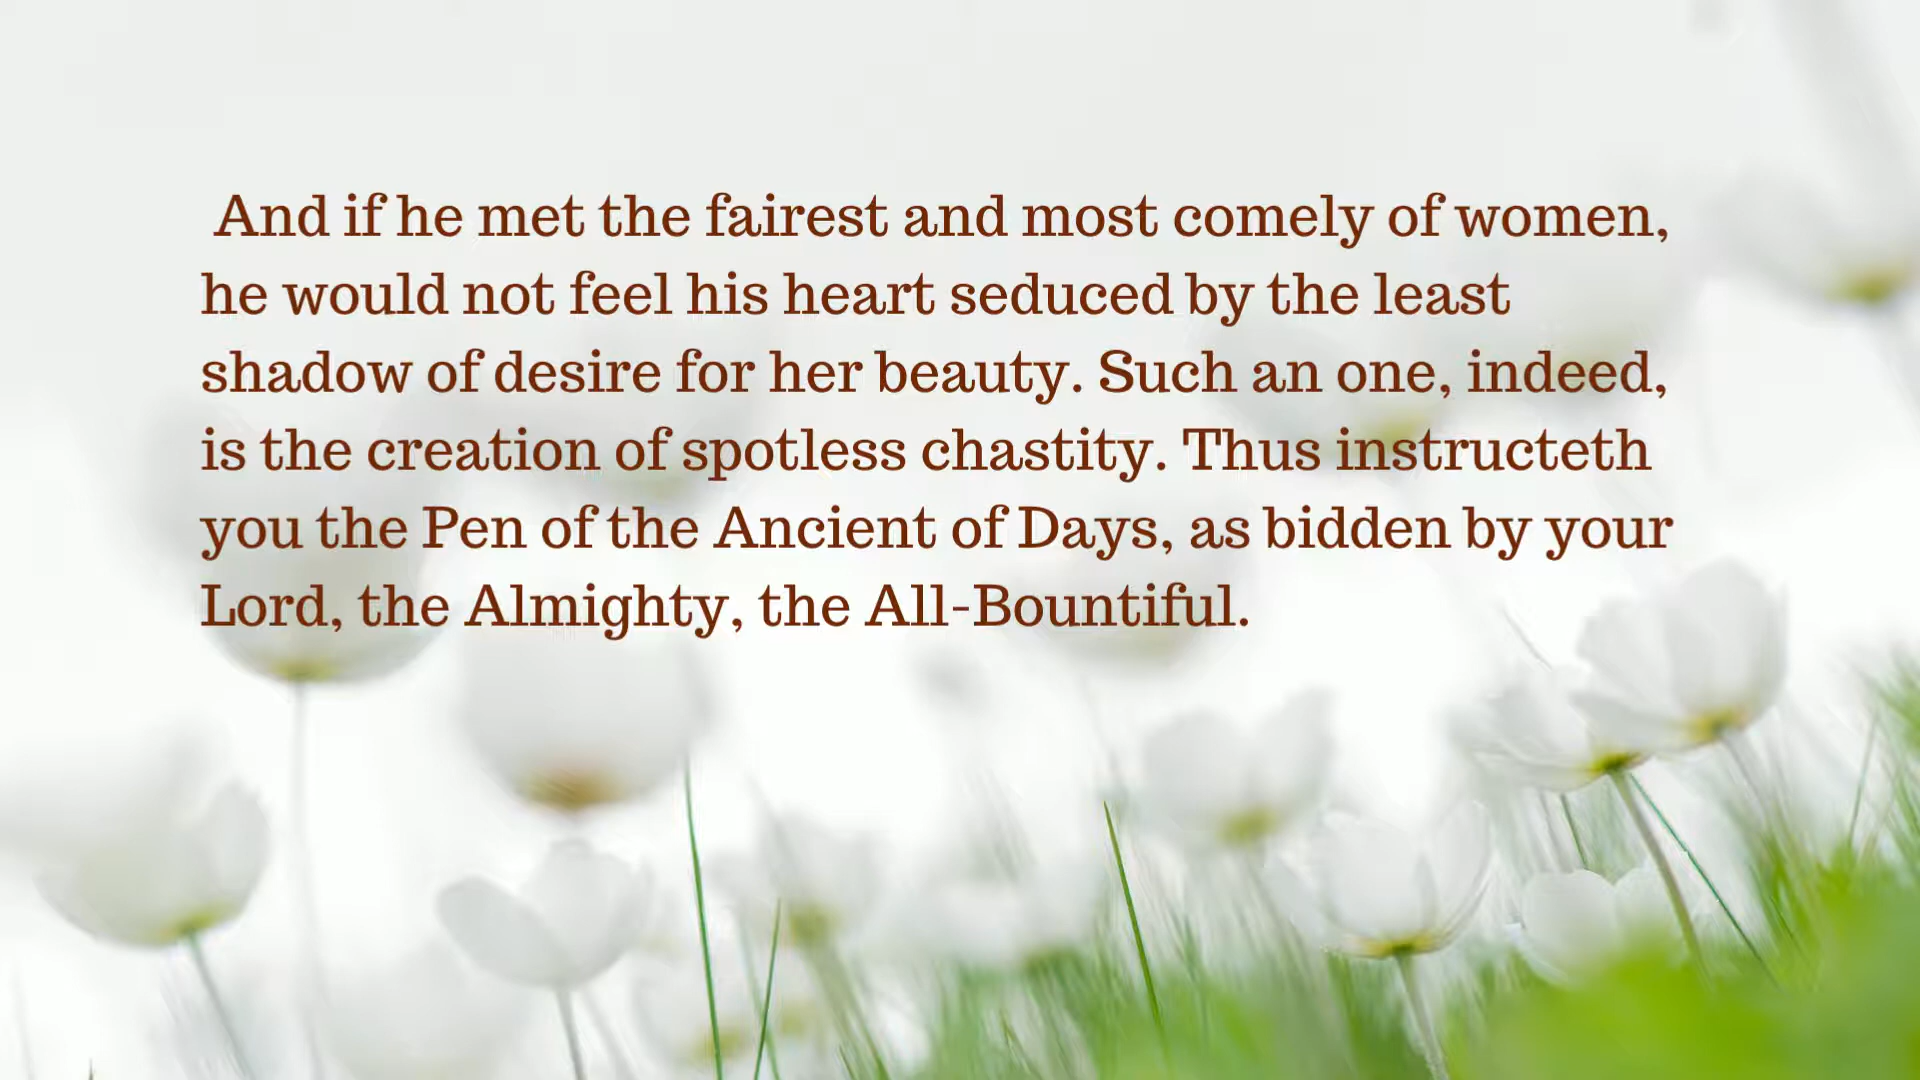 And if he met the fairest and most comely of women,
he would not feel his heart seduced by the least
shadow of desire for her beauty. Such an one, indeed,
is the creation of spotless chastity. Thus instructeth
you the Pen of the Ancient of Days, as bidden by your
Lord, the Almighty, the All-Bountiful.